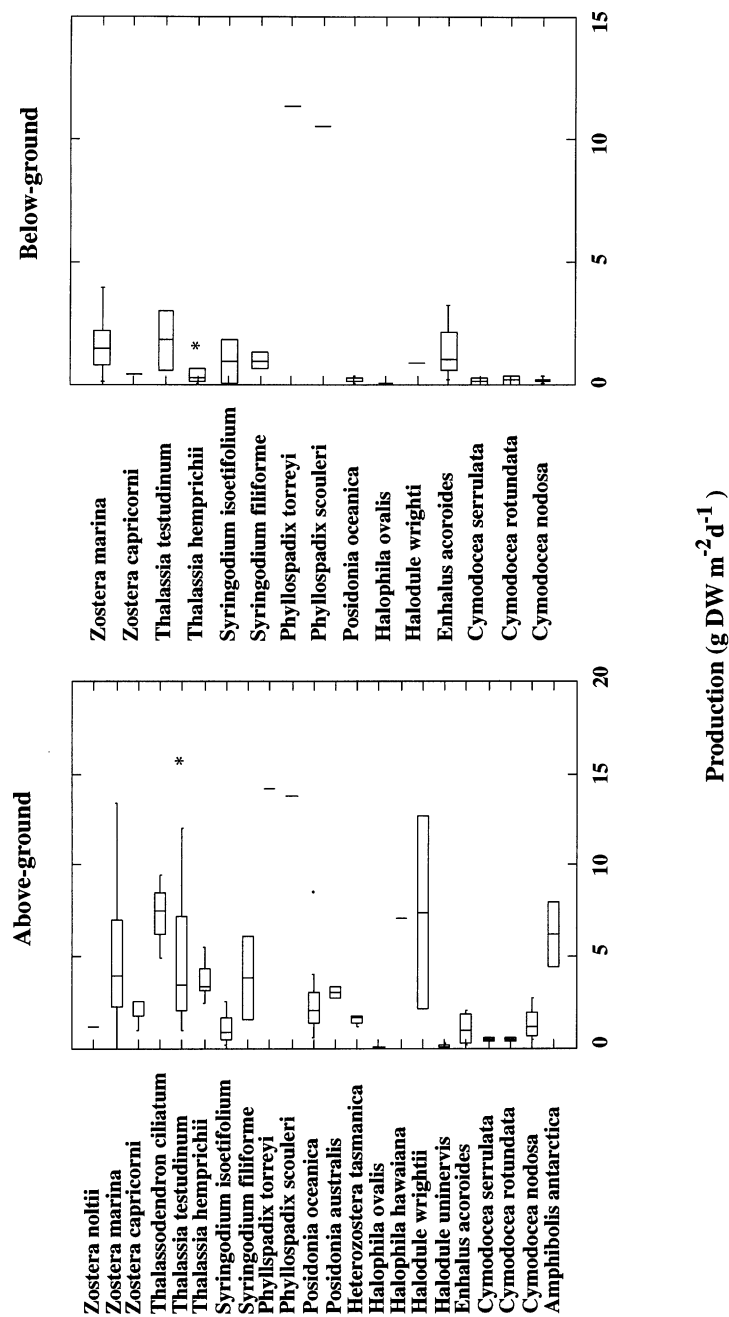 Above-ground
Zostera noltii
Zostera marina
Zostera capricorni
Thalassodendron ciliatum
Thalassia testudinum
Thalassia hemprichii
Syringodium isoetifolium
Syringodium filiforme
Phyllspadix torreyi
Phyllospadix scouleri
Posidonia oceanica
Posidonia australis
Heterozostera tasmanica
Halophila ovalis
Halophila hawaiana
Halodule wrightii
Halodule uninervis
Enhalus acoroides
Cymodocea serrulata
Cymodocea rotundata
Cymodocea nodosa
Amphibolis antarctica
0 5 10 15 20
Below-ground
Zostera marina
Zostera capricorni
Thalassia testudinum
Thalassia hemprichii
Syringodium isoetifolium
Syringodium filiforme
Phyllospadix torreyi
Phyllospadix scouleri
Posidonia oceanica
Halophila ovalis
Halodule wrighti
Enhalus acoroides
Cymodocea serrulata
Cymodocea rotundata
Cymodocea nodosa
0 5 10 15
Production (g DW m⁻²d⁻¹ )